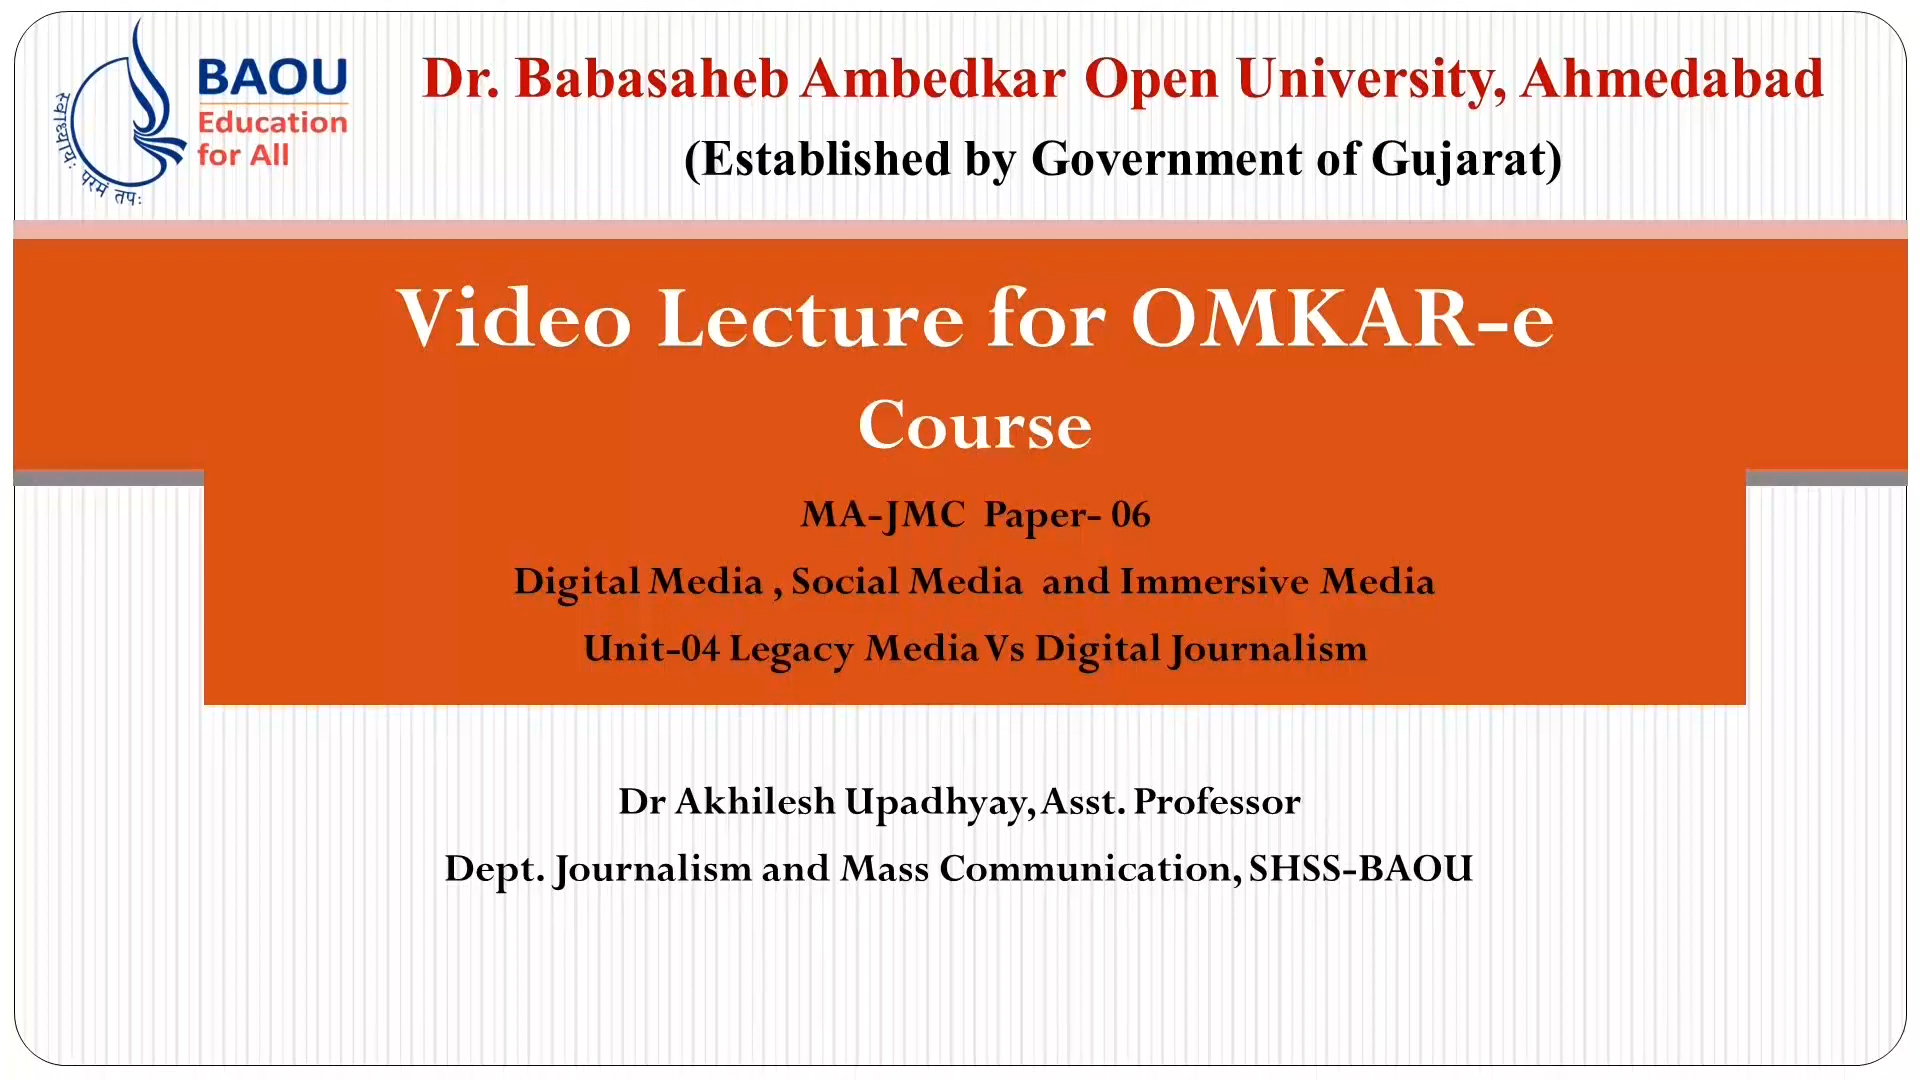 BAOU
Education
for All
स्वाध्यायः परमं तपः
Dr. Babasaheb Ambedkar Open University, Ahmedabad
(Established by Government of Gujarat)
Video Lecture for OMKAR-e
Course
MA-JMC Paper- 06
Digital Media , Social Media and Immersive Media
Unit-04 Legacy Media Vs Digital Journalism
Dr Akhilesh Upadhyay, Asst. Professor
Dept. Journalism and Mass Communication, SHSS-BAOU